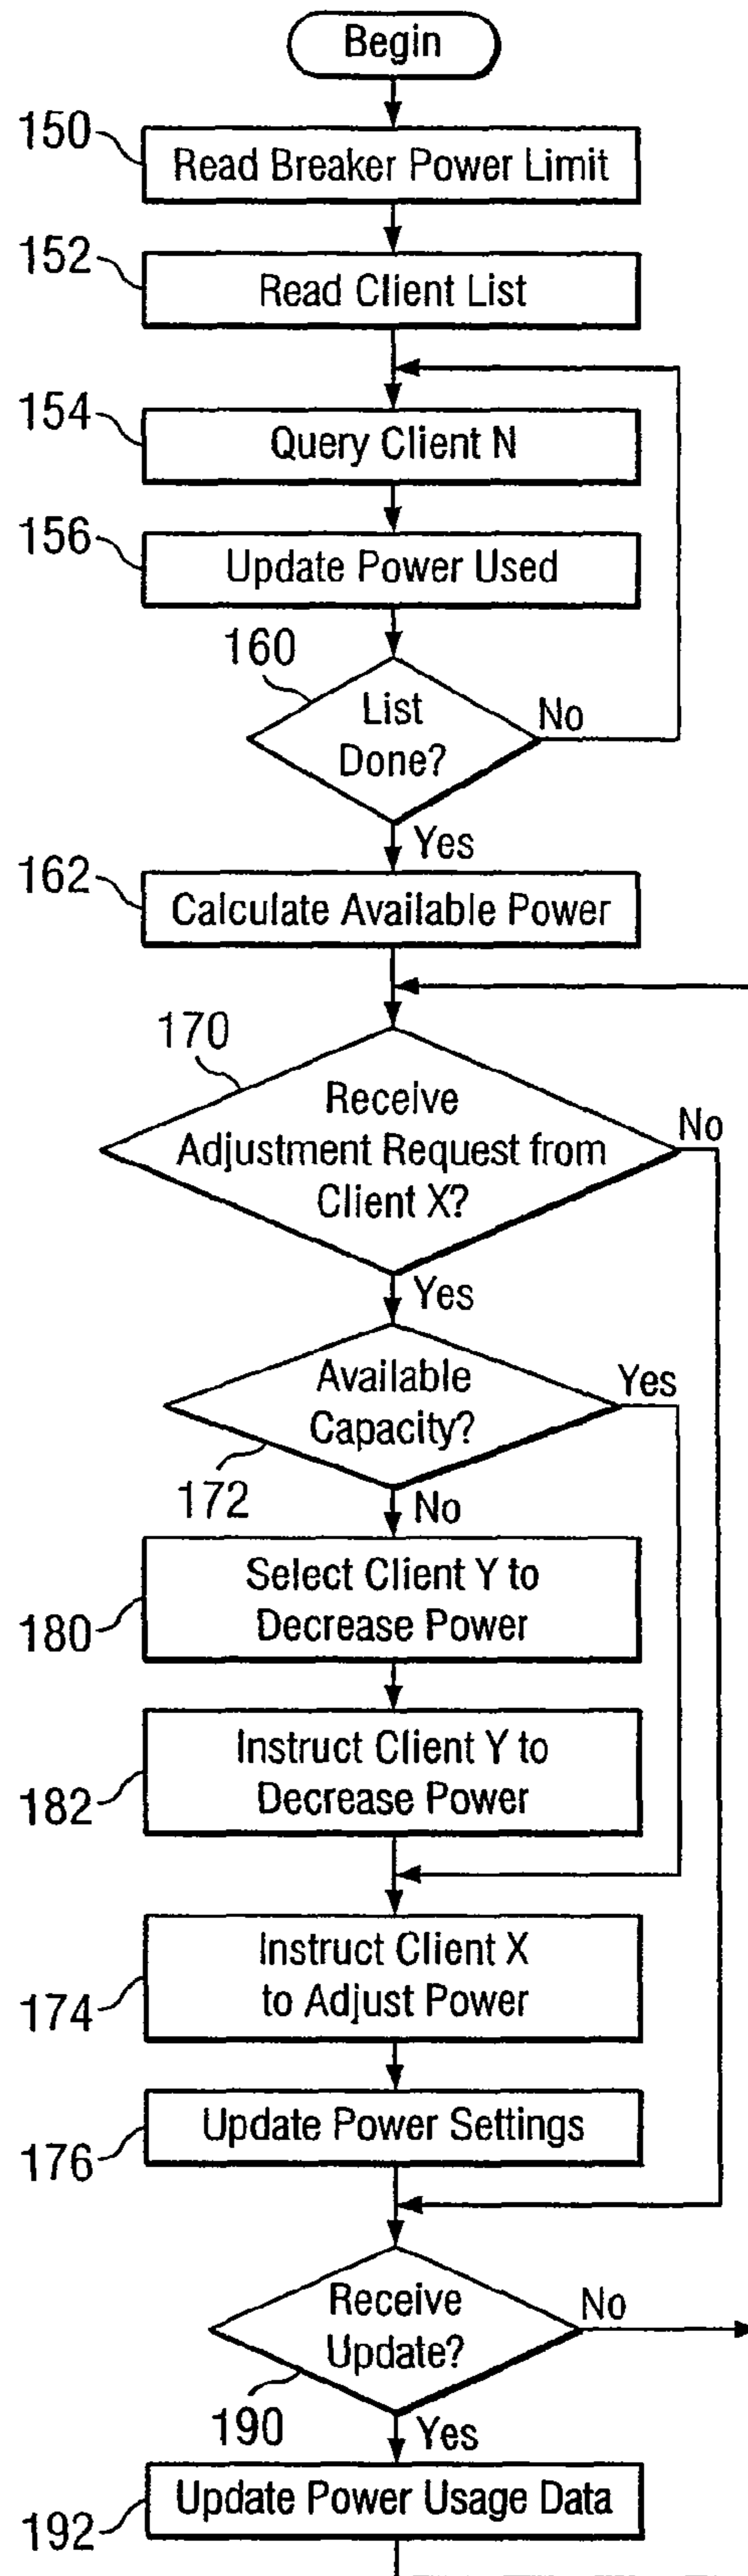 Begin
150
Read Breaker Power Limit
152
Read Client List
154
Query Client N
156
Update Power Used
160
List
Done?
No
Yes
162
Calculate Available Power
170
Receive
Adjustment Request from
Client X?
No
Yes
Available
Capacity?
Yes
172
No
Select Client Y to
Decrease Power
180
Instruct Client Y to
Decrease Power
182
Instruct Client X
to Adjust Power
174
Update Power Settings
176
Receive
Update?
No
190
Yes
Update Power Usage Data
192